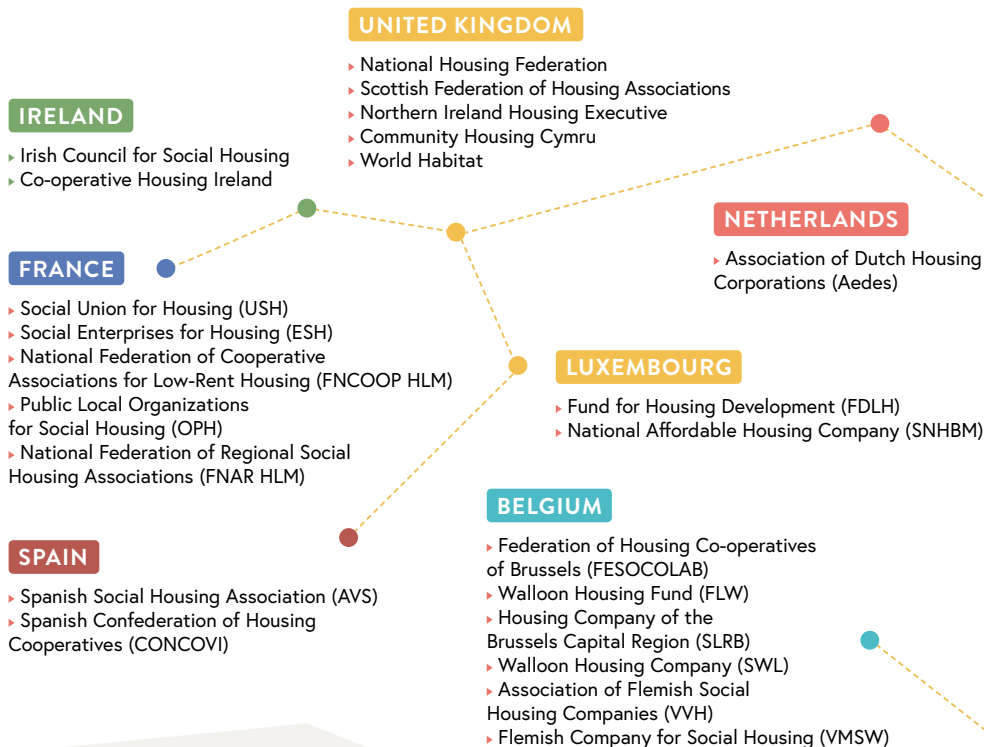 UNITED KINGDOM
▸ National Housing Federation
▸ Scottish Federation of Housing Associations
▸ Northern Ireland Housing Executive
▸ Community Housing Cymru
▸ World Habitat
IRELAND
▸ Irish Council for Social Housing
▸ Co-operative Housing Ireland
NETHERLANDS
▸ Association of Dutch Housing
Corporations (Aedes)
FRANCE
▸ Social Union for Housing (USH)
▸ Social Enterprises for Housing (ESH)
▸ National Federation of Cooperative
Associations for Low-Rent Housing (FNCOOP HLM)
▸ Public Local Organizations
for Social Housing (OPH)
▸ National Federation of Regional Social
Housing Associations (FNAR HLM)
LUXEMBOURG
▸ Fund for Housing Development (FDLH)
▸ National Affordable Housing Company (SNHBM)
SPAIN
▸ Spanish Social Housing Association (AVS)
▸ Spanish Confederation of Housing
Cooperatives (CONCOVI)
BELGIUM
▸ Federation of Housing Co-operatives
of Brussels (FESOCOLAB)
▸ Walloon Housing Fund (FLW)
▸ Housing Company of the
Brussels Capital Region (SLRB)
▸ Walloon Housing Company (SWL)
▸ Association of Flemish Social
Housing Companies (VVH)
▸ Flemish Company for Social Housing (VMSW)